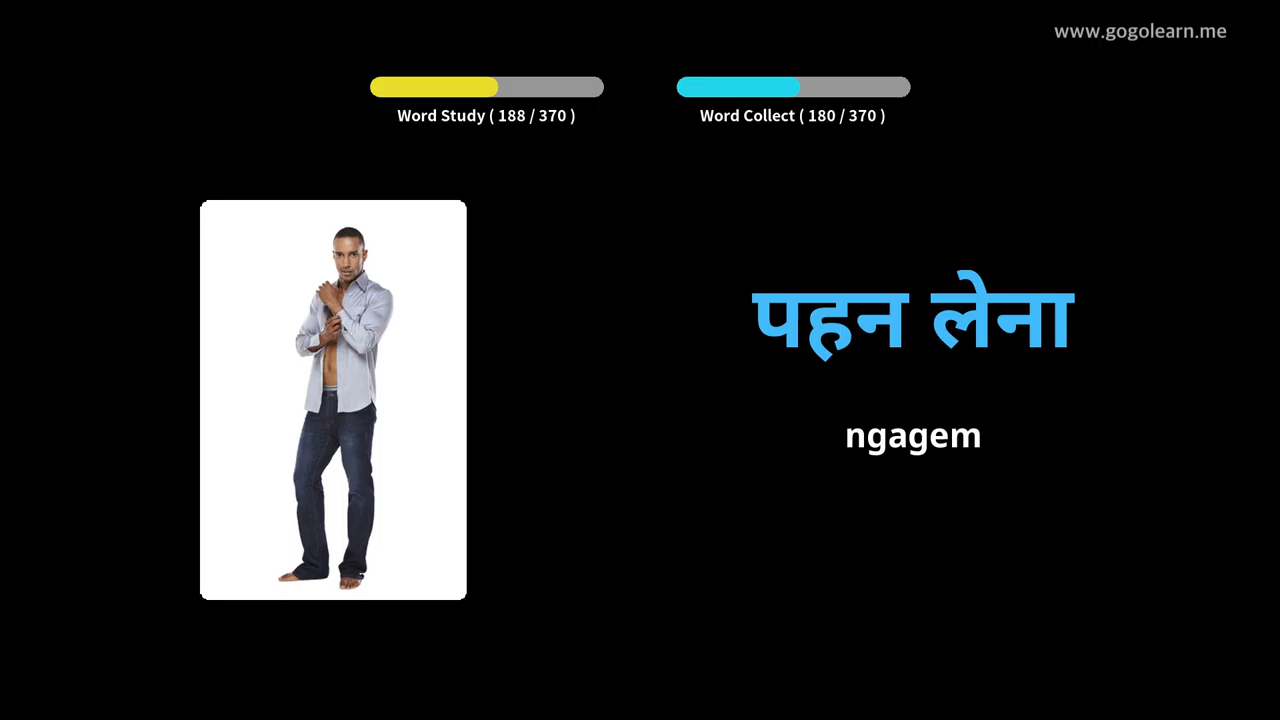 www.gogolearn.me
Word Study ( 188 / 370 )
Word Collect ( 180 / 370 )
पहन लेना
ngagem